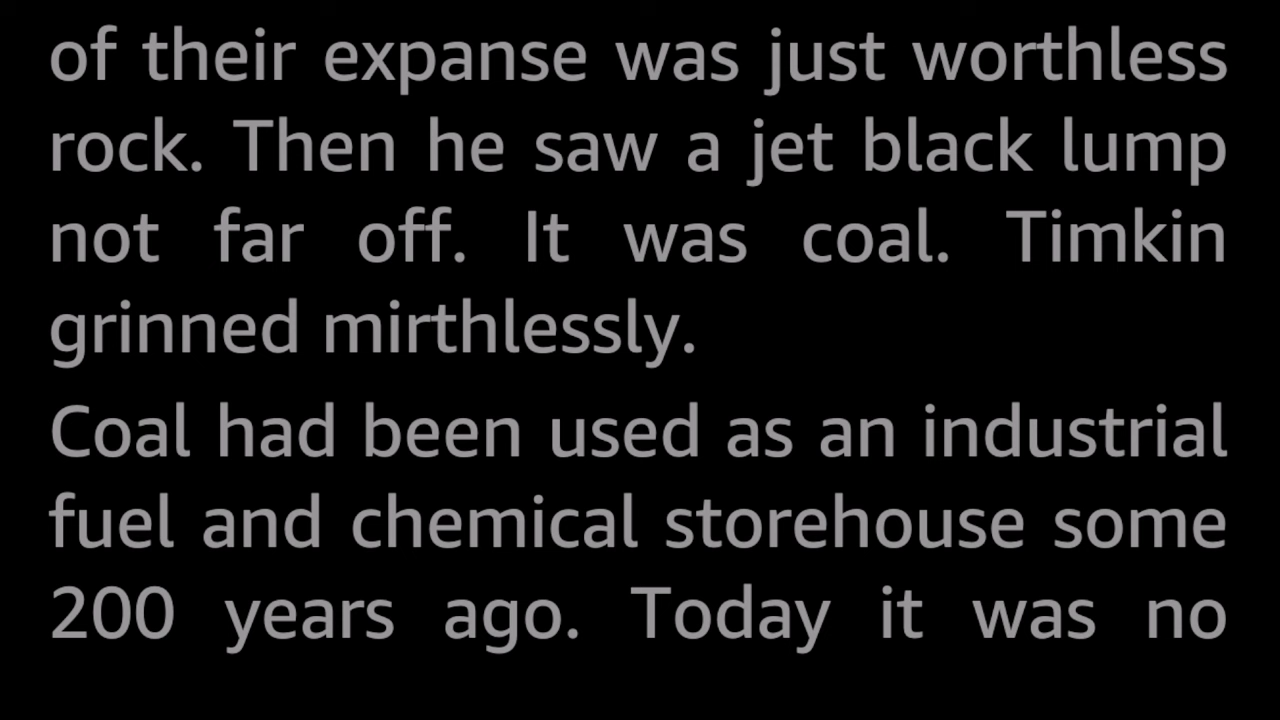 of their expanse was just worthless
rock. Then he saw a jet black lump
not far off. It was coal. Timkin
grinned mirthlessly.
Coal had been used as an industrial
fuel and chemical storehouse some
200 years ago. Today it was no